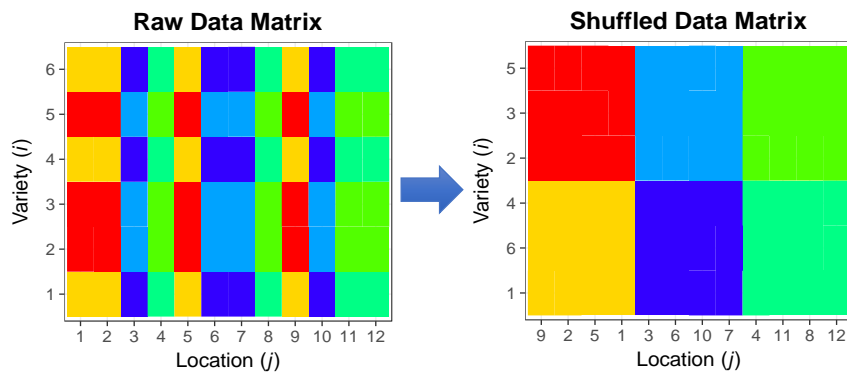 Raw Data Matrix
Variety (i)
6
5
4
3
2
1
1 2 3 4 5 6 7 8 9 10 11 12
Location (j)
Shuffled Data Matrix
Variety (i)
5
3
2
4
6
1
9 2 5 1 3 6 10 7 4 11 8 12
Location (j)